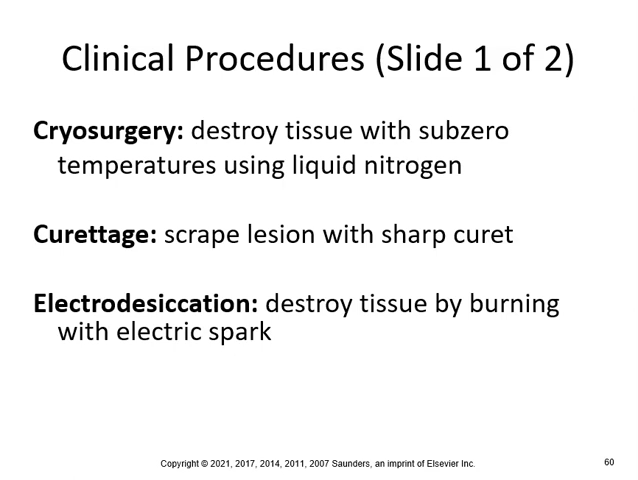 Clinical Procedures (Slide 1 of 2)
Cryosurgery: destroy tissue with subzero
temperatures using liquid nitrogen
Curettage: scrape lesion with sharp curet
Electrodesiccation: destroy tissue by burning
with electric spark
Copyright © 2021, 2017, 2014, 2011, 2007 Saunders, an imprint of Elsevier Inc.
60